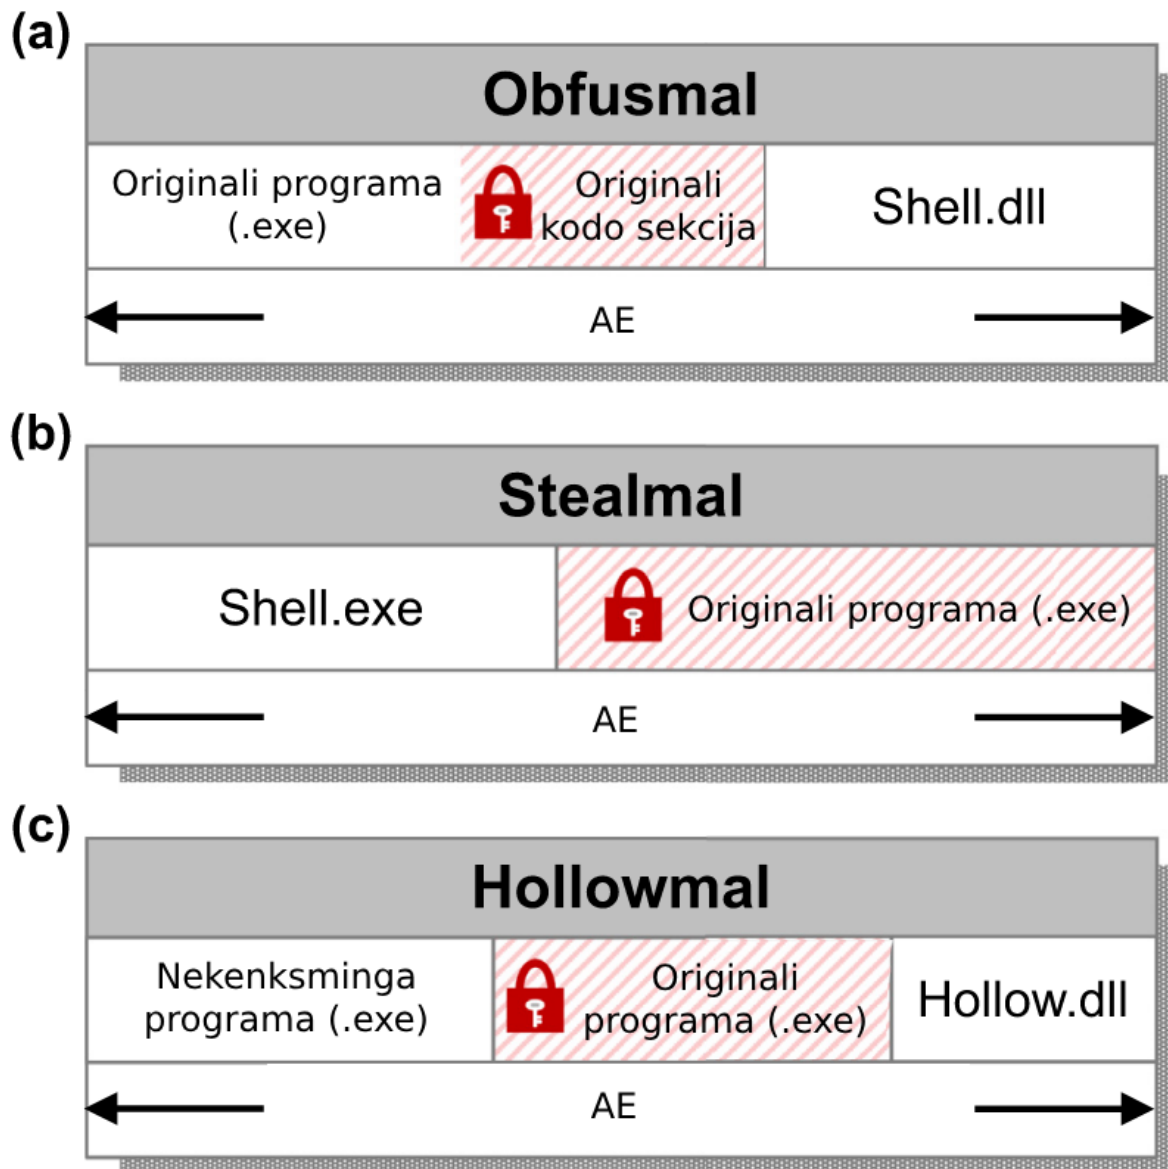 (a)
Obfusmal
Originali programa
(.exe)
Originali
kodo sekcija
Shell.dll
AE
(b)
Stealmal
Shell.exe
Originali programa (.exe)
AE
(c)
Hollowmal
Nekenksminga
programa (.exe)
Originali
programa (.exe)
Hollow.dll
AE